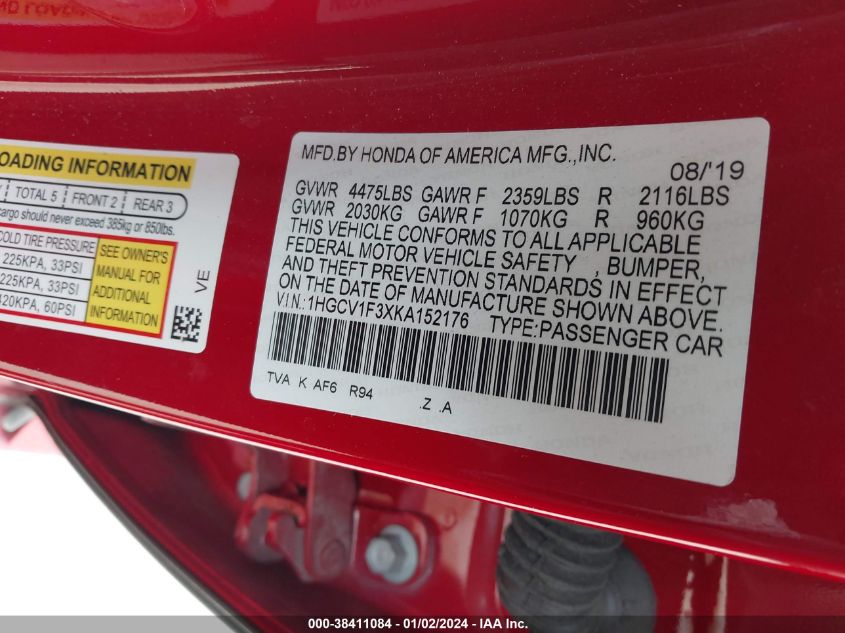 LOADING INFORMATION
TOTAL 5 FRONT 2 REAR 3
cargo should never exceed 385kg or 850lbs.
COLD TIRE PRESSURE
225KPA, 33PSI
225KPA, 33PSI
420KPA, 60PSI
SEE OWNER'S
MANUAL FOR
ADDITIONAL
INFORMATION
VE
MFD.BY HONDA OF AMERICA MFG.,INC.
08/'19
GVWR 4475LBS GAWR F 2359LBS R 2116LBS
GVWR 2030KG GAWR F 1070KG R 960KG
THIS VEHICLE CONFORMS TO ALL APPLICABLE
FEDERAL MOTOR VEHICLE SAFETY , BUMPER,
AND THEFT PREVENTION STANDARDS IN EFFECT
ON THE DATE OF MANUFACTURE SHOWN ABOVE.
V.I.N.:1HGCV1F3XKA152176 TYPE:PASSENGER CAR
TVA K AF6 R94 .Z .A
000-38411084 - 01/02/2024 - IAA Inc.